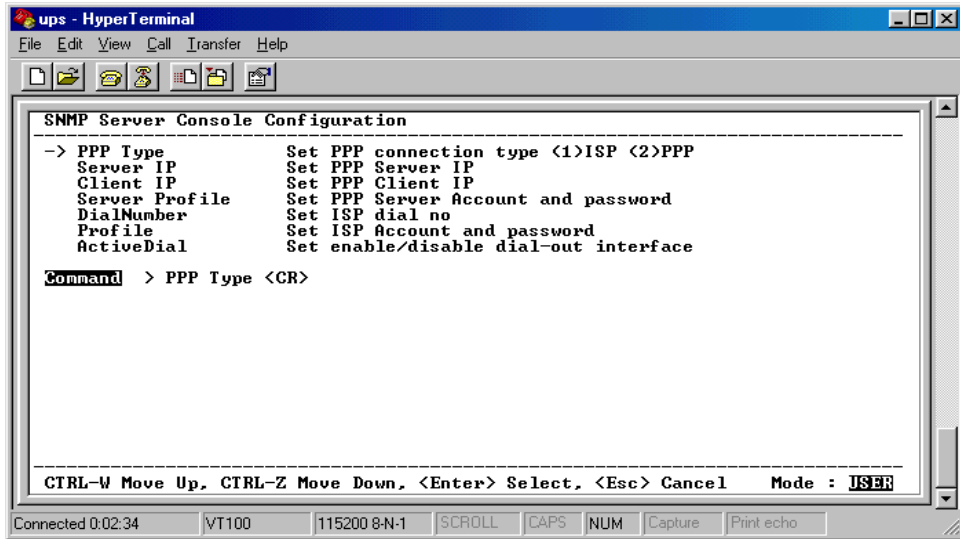 ups - HyperTerminal
File Edit View Call Transfer Help
SNMP Server Console Configuration
-> PPP Type Set PPP connection type (1)ISP (2)PPP
Server IP Set PPP Server IP
Client IP Set PPP Client IP
Server Profile Set PPP Server Account and password
DialNumber Set ISP dial no
Profile Set ISP Account and password
ActiveDial Set enable/disable dial-out interface
Command > PPP Type <CR>
CTRL-W Move Up, CTRL-Z Move Down, <Enter> Select, <Esc> Cancel Mode : USER
Connected 0:02:34 VT100 115200 8-N-1 SCROLL CAPS NUM Capture Print echo